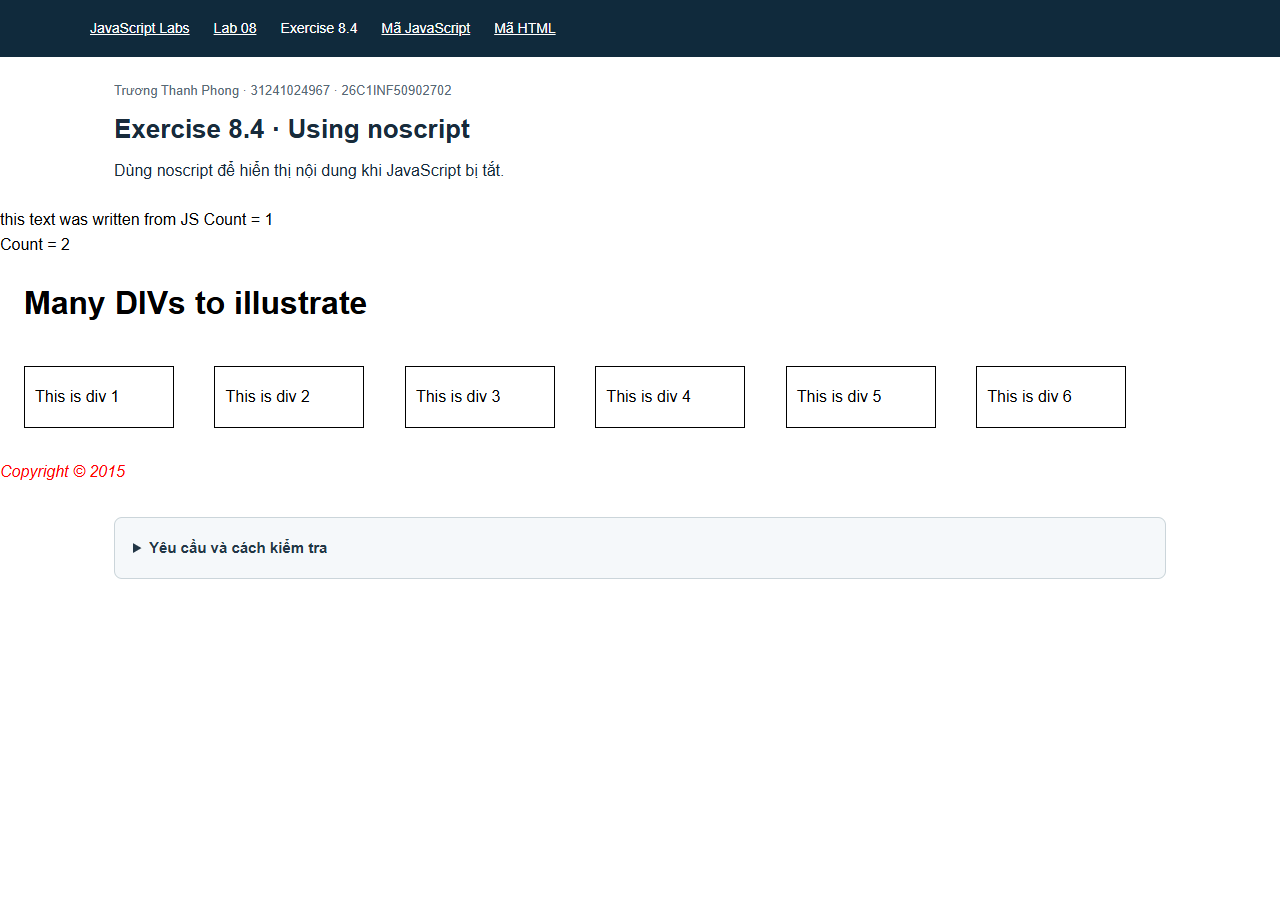 JavaScript Labs Lab 08 Exercise 8.4 Mã JavaScript Mã HTML
Trương Thanh Phong · 31241024967 · 26C1INF50902702
Exercise 8.4 · Using noscript
Dùng noscript để hiển thị nội dung khi JavaScript bị tắt.
this text was written from JS Count = 1
Count = 2
Many DIVs to illustrate
This is div 1 This is div 2 This is div 3 This is div 4 This is div 5 This is div 6
Copyright © 2015
Yêu cầu và cách kiểm tra